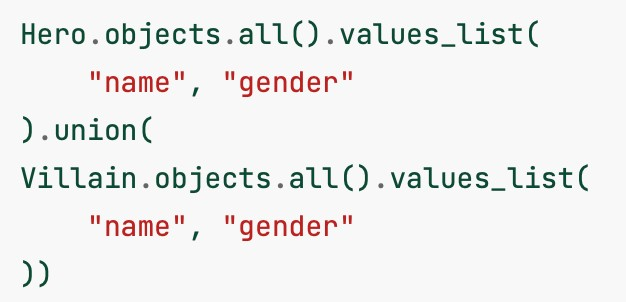 Hero.objects.all().values_list(
    "name", "gender"
).union(
Villain.objects.all().values_list(
    "name", "gender"
))